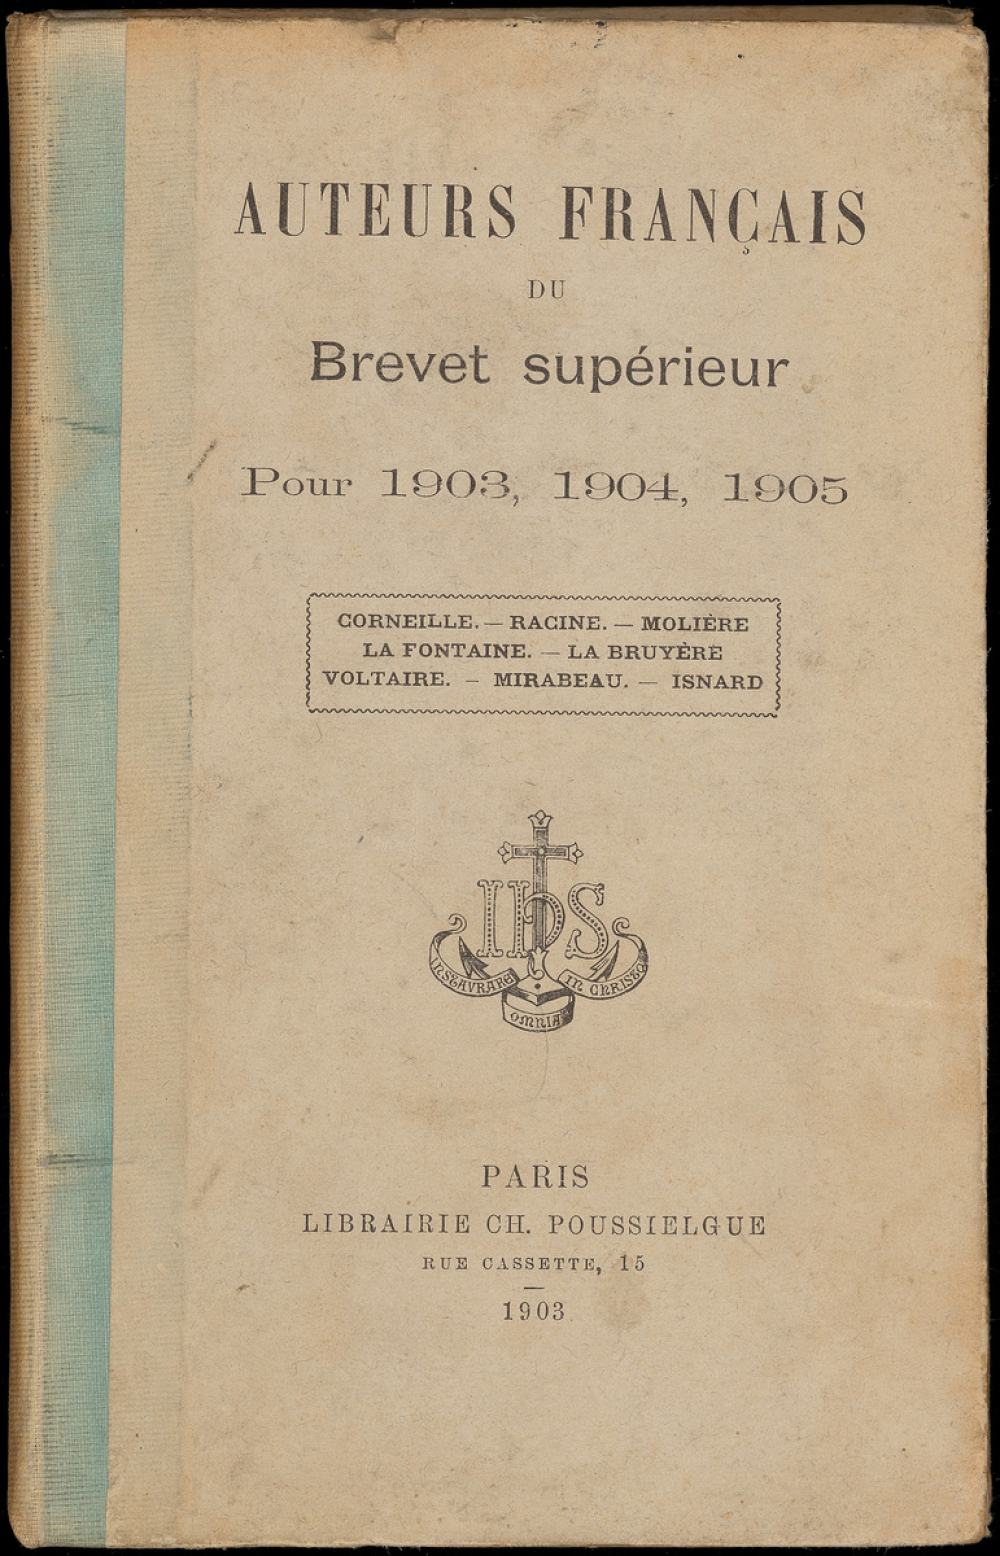 AUTEURS FRANÇAIS
DU
Brevet supérieur
Pour 1903, 1904, 1905
CORNEILLE. — RACINE. — MOLIÈRE
LA FONTAINE. — LA BRUYÈRE
VOLTAIRE. — MIRABEAU. — ISNARD
IHS
INSTAVRARE OMNIA IN CHRISTO
PARIS
LIBRAIRIE CH. POUSSIELGUE
RUE CASSETTE, 15
1903